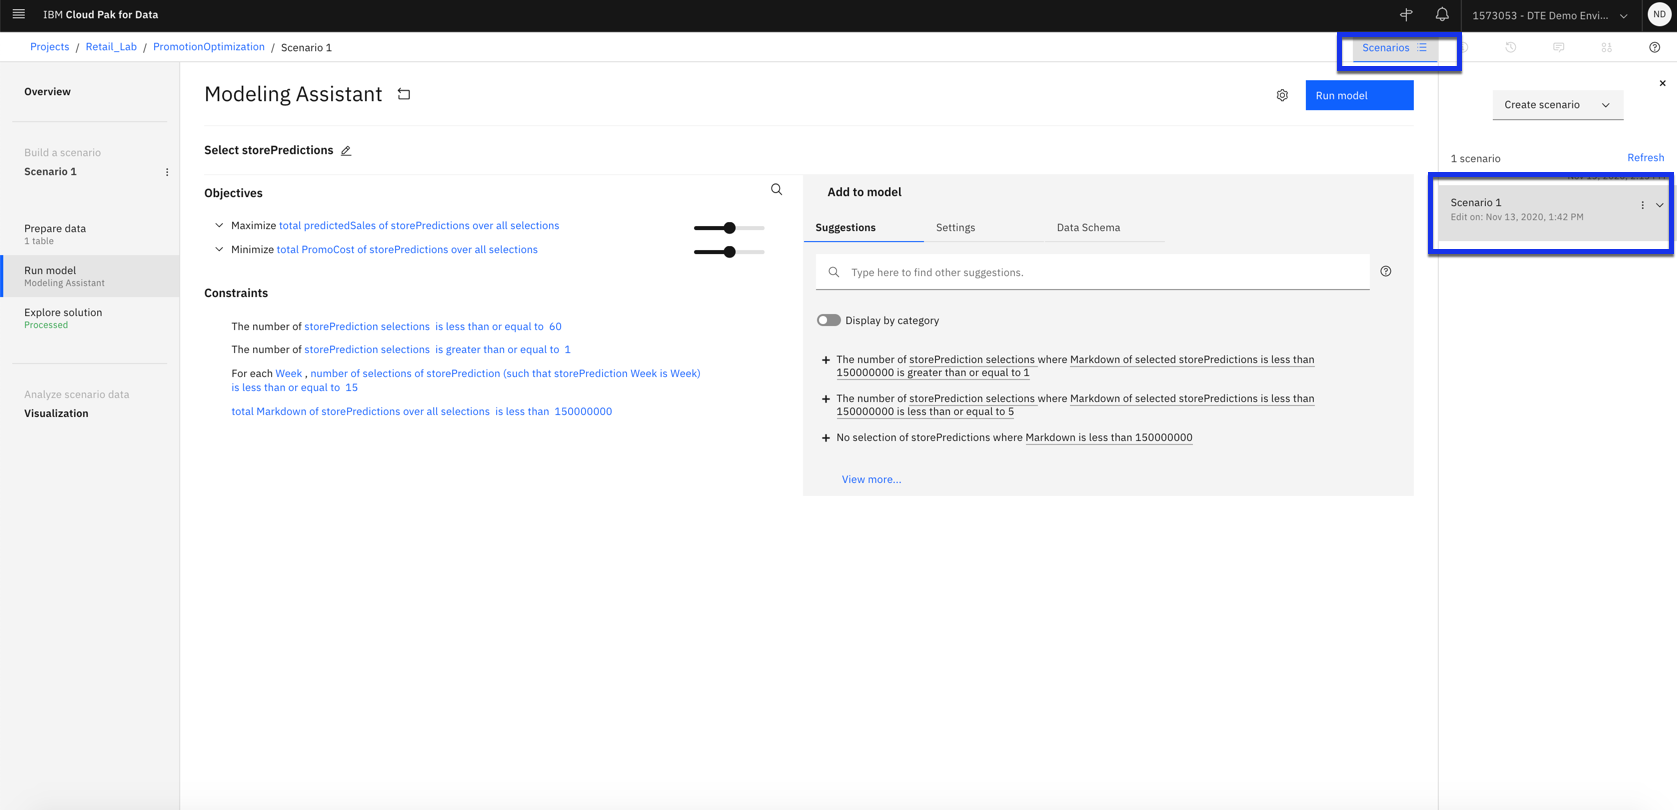 IBM Cloud Pak for Data
1573053 - DTE Demo Envi...
ND
Projects / Retail_Lab / PromotionOptimization / Scenario 1
Scenarios
Overview
Build a scenario
Scenario 1
Prepare data
1 table
Run model
Modeling Assistant
Explore solution
Processed
Analyze scenario data
Visualization
Modeling Assistant
Run model
Select storePredictions
Objectives
Maximize total predictedSales of storePredictions over all selections
Minimize total PromoCost of storePredictions over all selections
Constraints
The number of storePrediction selections is less than or equal to 60
The number of storePrediction selections is greater than or equal to 1
For each Week , number of selections of storePrediction (such that storePrediction Week is Week)
is less than or equal to 15
total Markdown of storePredictions over all selections is less than 150000000
Add to model
Suggestions
Settings
Data Schema
Type here to find other suggestions.
Display by category
+ The number of storePrediction selections where Markdown of selected storePredictions is less than
150000000 is greater than or equal to 1
+ The number of storePrediction selections where Markdown of selected storePredictions is less than
150000000 is less than or equal to 5
+ No selection of storePredictions where Markdown is less than 150000000
View more...
Create scenario
1 scenario
Refresh
Scenario 1
Edit on: Nov 13, 2020, 1:42 PM